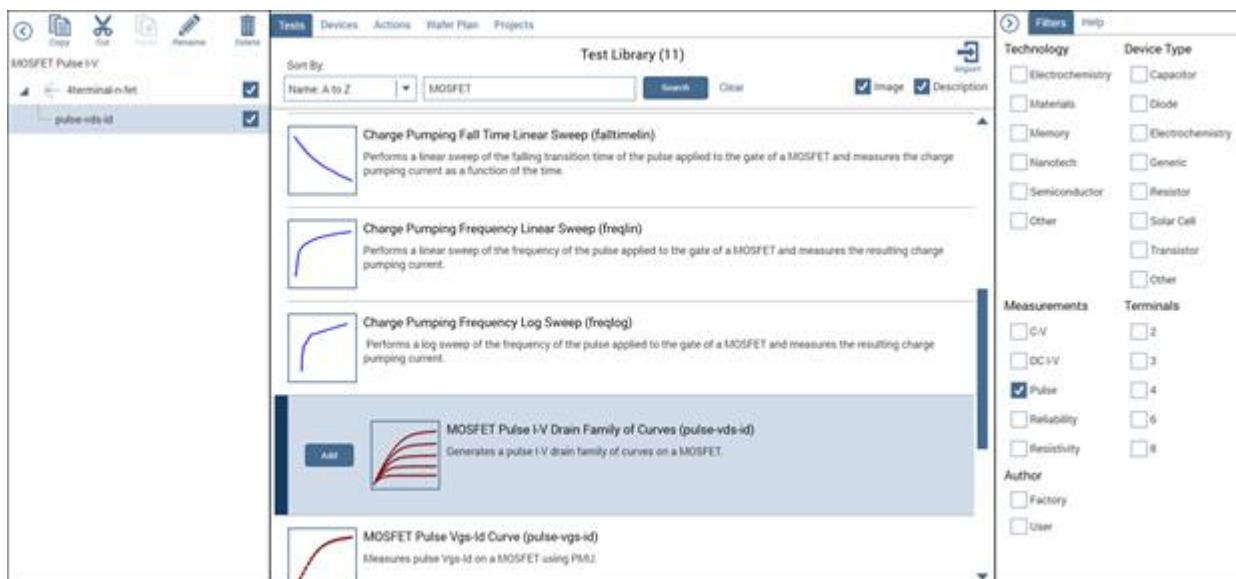 Copy Cut Paste Rename Delete
MOSFET Pulse I-V
4terminal-n-fet
pulse-vds-id
Tests Devices Actions Wafer Plan Projects
Test Library (11)
Import
Sort By:
Name: A to Z
MOSFET
Search
Clear
Image
Description
Charge Pumping Fall Time Linear Sweep (falltimelin)
Performs a linear sweep of the falling transition time of the pulse applied to the gate of a MOSFET and measures the charge
pumping current as a function of the time.
Charge Pumping Frequency Linear Sweep (freqlin)
Performs a linear sweep of the frequency of the pulse applied to the gate of a MOSFET and measures the resulting charge
pumping current.
Charge Pumping Frequency Log Sweep (freqlog)
Performs a log sweep of the frequency of the pulse applied to the gate of a MOSFET and measures the resulting charge
pumping current.
Add
MOSFET Pulse I-V Drain Family of Curves (pulse-vds-id)
Generates a pulse I-V drain family of curves on a MOSFET.
MOSFET Pulse Vgs-Id Curve (pulse-vgs-id)
Measures pulse Vgs-Id on a MOSFET using PMU.
Filters Help
Technology
Electrochemistry
Materials
Memory
Nanotech
Semiconductor
Other
Device Type
Capacitor
Diode
Electrochemistry
Generic
Resistor
Solar Cell
Transistor
Other
Measurements
C-V
DC I-V
Pulse
Reliability
Resistivity
Terminals
2
3
4
6
8
Author
Factory
User